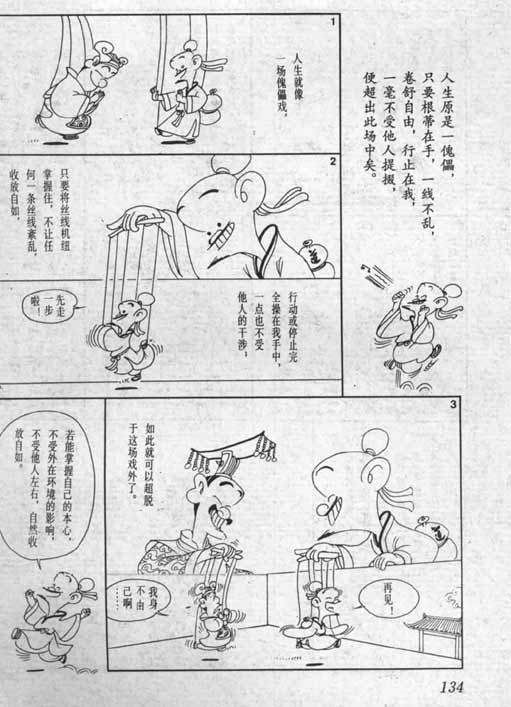 人生原是一傀儡，
只要根蒂在手，一线不乱，
卷舒自由，行止在我，
一毫不受他人提掇，
便超出此场中矣。
1
人生就像
一场傀儡戏，
2
只要将丝线机纽
掌握住，不让任
何一条丝线紊乱，
收放自如，
行动或停止完
全操在我手中，
一点也不受
他人的干涉；
先走
一步
啦！
3
如此就可以超脱
于这场戏外了。
再见！
我身
不由
己啊
……
若能掌握自己的本心，
不受外在环境的影响，
不受他人左右，自然收
放自如。
134